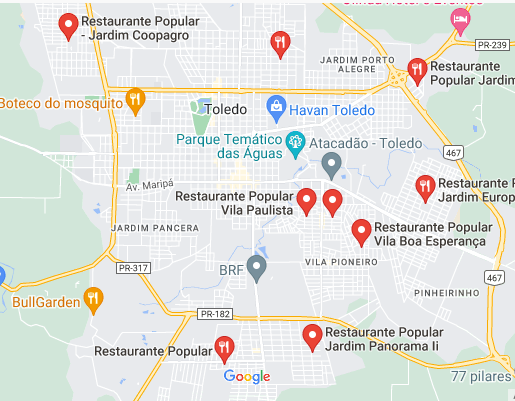 Restaurante Popular
- Jardim Coopagro
PR-239
JARDIM PORTO
ALEGRE
Restaurante
Popular Jardim
Boteco do mosquito
Toledo
Havan Toledo
Parque Temático
das Águas
Atacadão - Toledo
467
Av. Maripá
Restaurante Popular
Vila Paulista
Jardim Europ
JARDIM PANCERA
Restaurante Popular
Vila Boa Esperança
PR-317
BRF
VILA PIONEIRO
467
PINHEIRINHO
BullGarden
PR-182
Restaurante Popular
Jardim Panorama Ii
Restaurante Popular
Google
77 pilares